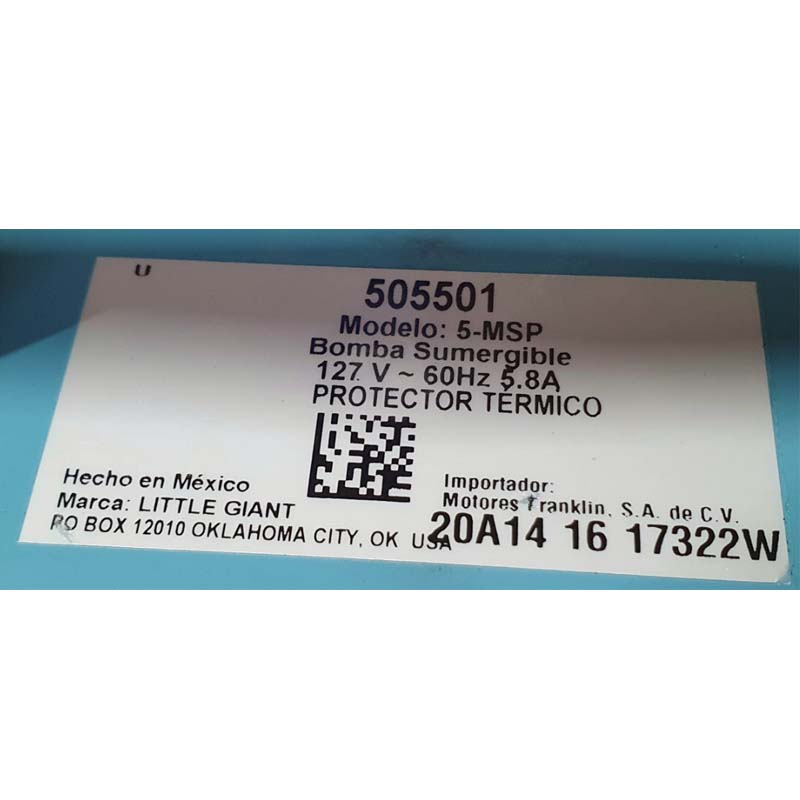 U
505501
Modelo: 5-MSP
Bomba Sumergible
127 V ~ 60Hz 5.8A
PROTECTOR TÉRMICO
Hecho en México
Marca: LITTLE GIANT
PO BOX 12010 OKLAHOMA CITY, OK USA
Importador:
Motores Franklin, S.A. de C.V.
20A14 16 17322W